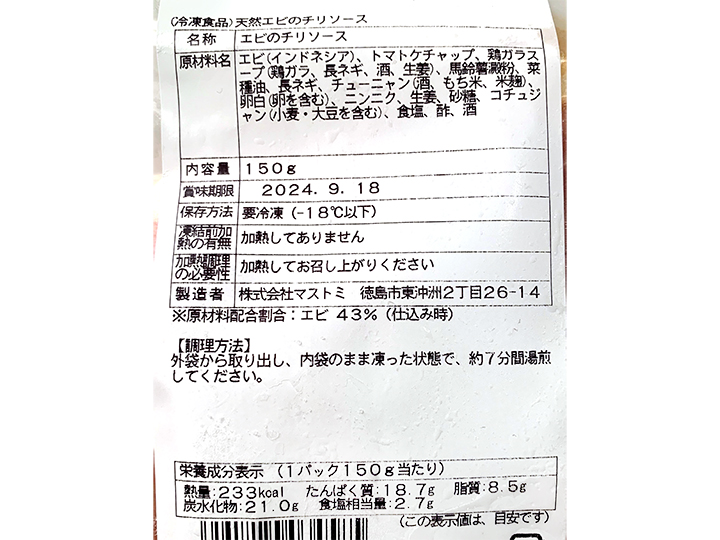 (冷凍食品)天然エビのチリソース
名称 エビのチリソース
原材料名 エビ(インドネシア)、トマトケチャップ、鶏ガラス
ープ(鶏ガラ、長ネギ、酒、生姜)、馬鈴薯澱粉、菜
種油、長ネギ、チューニャン(酒、もち米、米麹)、
卵白(卵を含む)、ニンニク、生姜、砂糖、コチュジ
ャン(小麦・大豆を含む)、食塩、酢、酒
内容量 150g
賞味期限 2024. 9. 18
保存方法 要冷凍(-18℃以下)
凍結前加
熱の有無 加熱してありません
加熱調理
の必要性 加熱してお召し上がりください
製造者 株式会社マストミ 徳島市東沖洲2丁目26-14
※原材料配合割合:エビ 43%(仕込み時)
【調理方法】
外袋から取り出し、内袋のまま凍った状態で、約7分間湯煎
してください。
栄養成分表示 (1パック150g当たり)
熱量:233kcal たんぱく質:18.7g 脂質:8.5g
炭水化物:21.0g 食塩相当量:2.7g
(この表示値は、目安です)